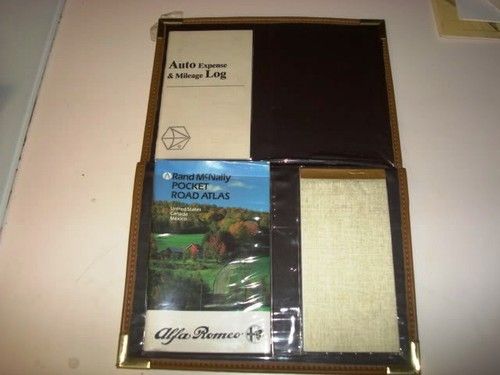 Auto Expense
& Mileage Log
Rand McNally
POCKET
ROAD ATLAS
United States
Canada
Mexico
Alfa Romeo